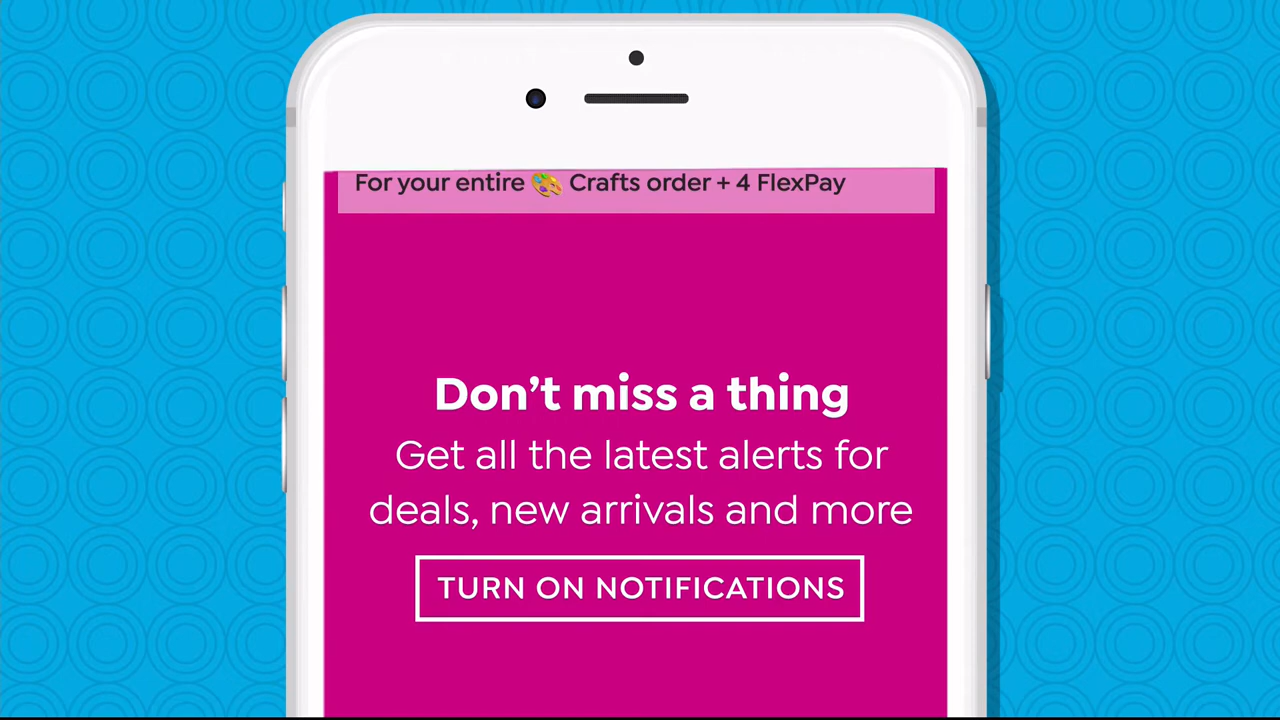 For your entire 🎨 Crafts order + 4 FlexPay
Don't miss a thing
Get all the latest alerts for
deals, new arrivals and more
TURN ON NOTIFICATIONS